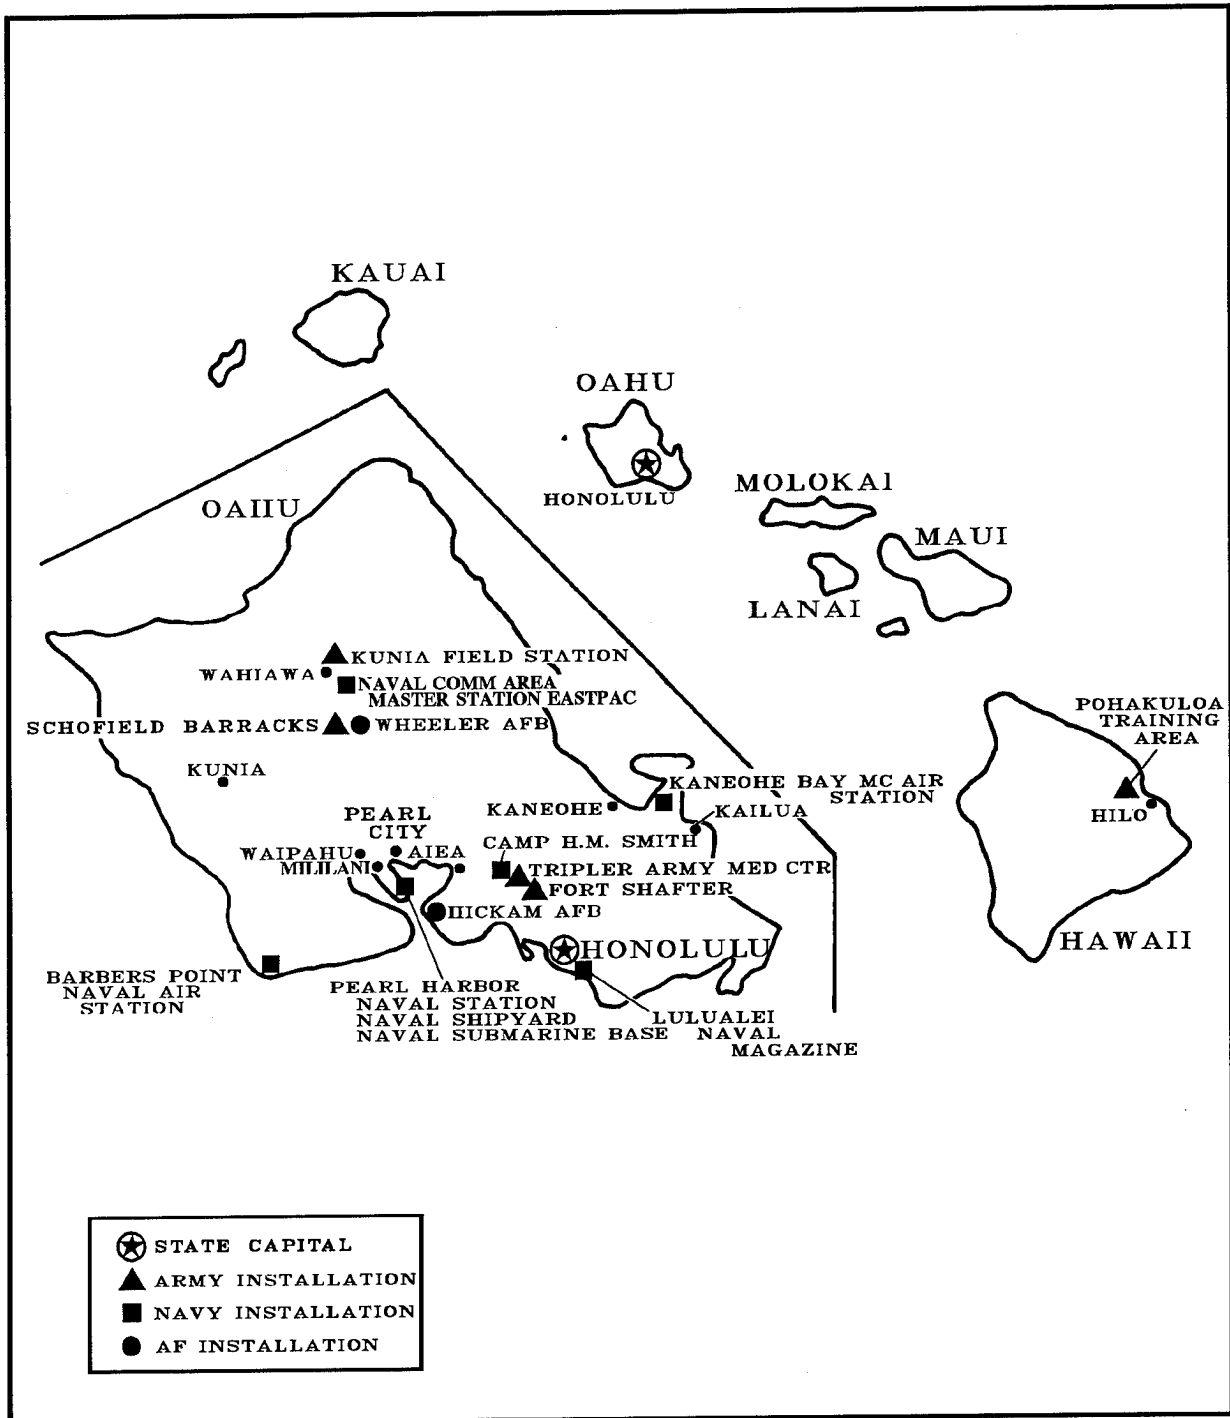 KAUAI
OAHU
HONOLULU
MOLOKAI
MAUI
LANAI
OAHU
KUNIA FIELD STATION
WAHIAWA
NAVAL COMM AREA
MASTER STATION EASTPAC
SCHOFIELD BARRACKS
WHEELER AFB
KUNIA
POHAKULOA
TRAINING
AREA
HILO
HAWAII
KANEOHE BAY MC AIR
STATION
KANEOHE
KAILUA
PEARL
CITY
CAMP H.M. SMITH
WAIPAHU
AIEA
MILILANI
TRIPLER ARMY MED CTR
FORT SHAFTER
HICKAM AFB
HONOLULU
BARBERS POINT
NAVAL AIR
STATION
PEARL HARBOR
NAVAL STATION
NAVAL SHIPYARD
NAVAL SUBMARINE BASE
LULUALEI
NAVAL
MAGAZINE
STATE CAPITAL
ARMY INSTALLATION
NAVY INSTALLATION
AF INSTALLATION